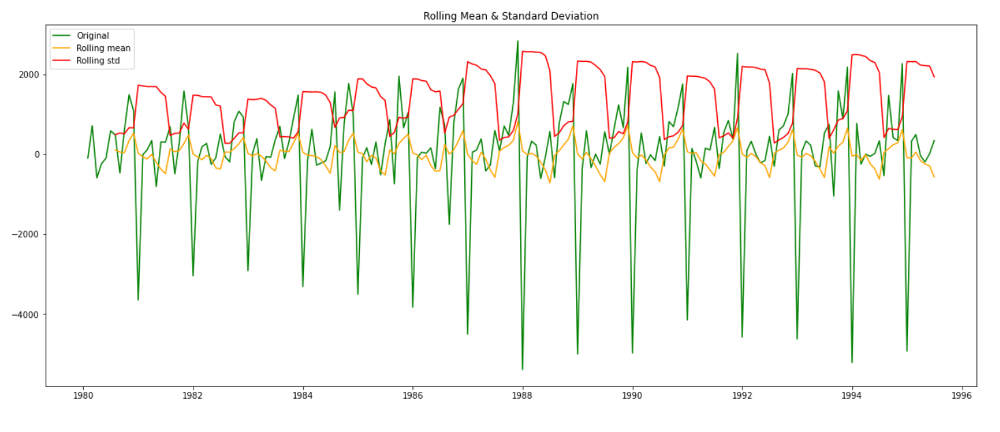 Rolling Mean & Standard Deviation
Original
Rolling mean
Rolling std
2000
0
−2000
−4000
1980 1982 1984 1986 1988 1990 1992 1994 1996